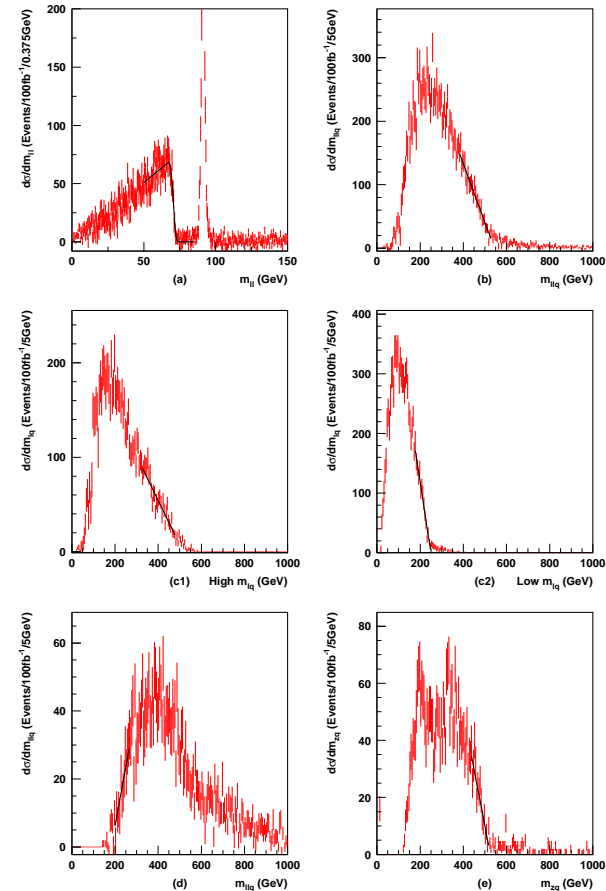 200
150
100
50
0
0 50 100 150
dσ/dm_ll (Events/100fb⁻¹/0.375GeV)
(a) m_ll (GeV)
300
200
100
0
0 200 400 600 800 1000
dσ/dm_llq (Events/100fb⁻¹/5GeV)
(b) m_llq (GeV)
200
100
0
0 200 400 600 800 1000
dσ/dm_lq (Events/100fb⁻¹/5GeV)
(c1) High m_lq (GeV)
400
300
200
100
0
0 200 400 600 800 1000
dσ/dm_lq (Events/100fb⁻¹/5GeV)
(c2) Low m_lq (GeV)
60
40
20
0
0 200 400 600 800 1000
dσ/dm_llq (Events/100fb⁻¹/5GeV)
(d) m_llq (GeV)
80
60
40
20
0
0 200 400 600 800 1000
dσ/dm_zq (Events/100fb⁻¹/5GeV)
(e) m_zq (GeV)